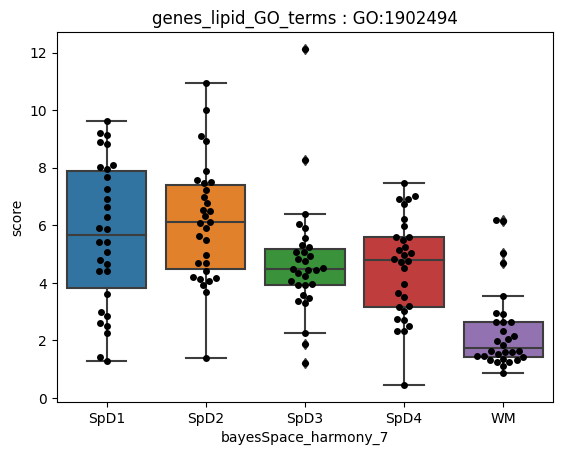 genes_lipid_GO_terms : GO:1902494
12
10
8
6
4
2
0
score
SpD1 SpD2 SpD3 SpD4 WM
bayesSpace_harmony_7